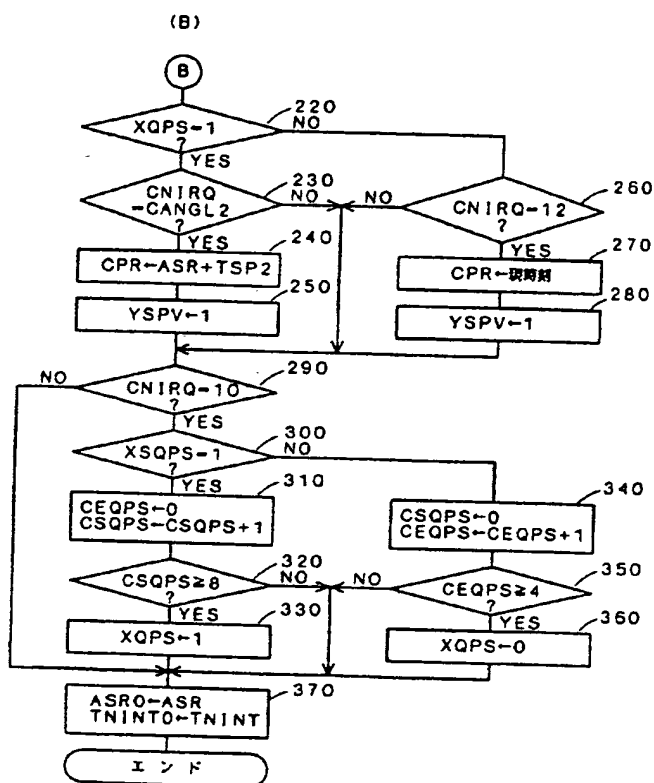 (B)
B
220
XQPS=1
?
NO
YES
230
CNIRQ
=CANGL2
?
NO
YES
260
CNIRQ=12
?
NO
YES
240
CPR←ASR+TSP2
270
CPR←現時刻
250
YSPV←1
280
YSPV←1
290
NO
CNIRQ=10
?
YES
300
XSQPS=1
?
NO
YES
310
CEQPS←0
CSQPS←CSQPS+1
340
CSQPS←0
CEQPS←CEQPS+1
320
CSQPS≧8
?
NO
YES
350
NO
CEQPS≧4
?
YES
330
XQPS←1
360
XQPS←0
370
ASRO←ASR
TNINTO←TNINT
エンド